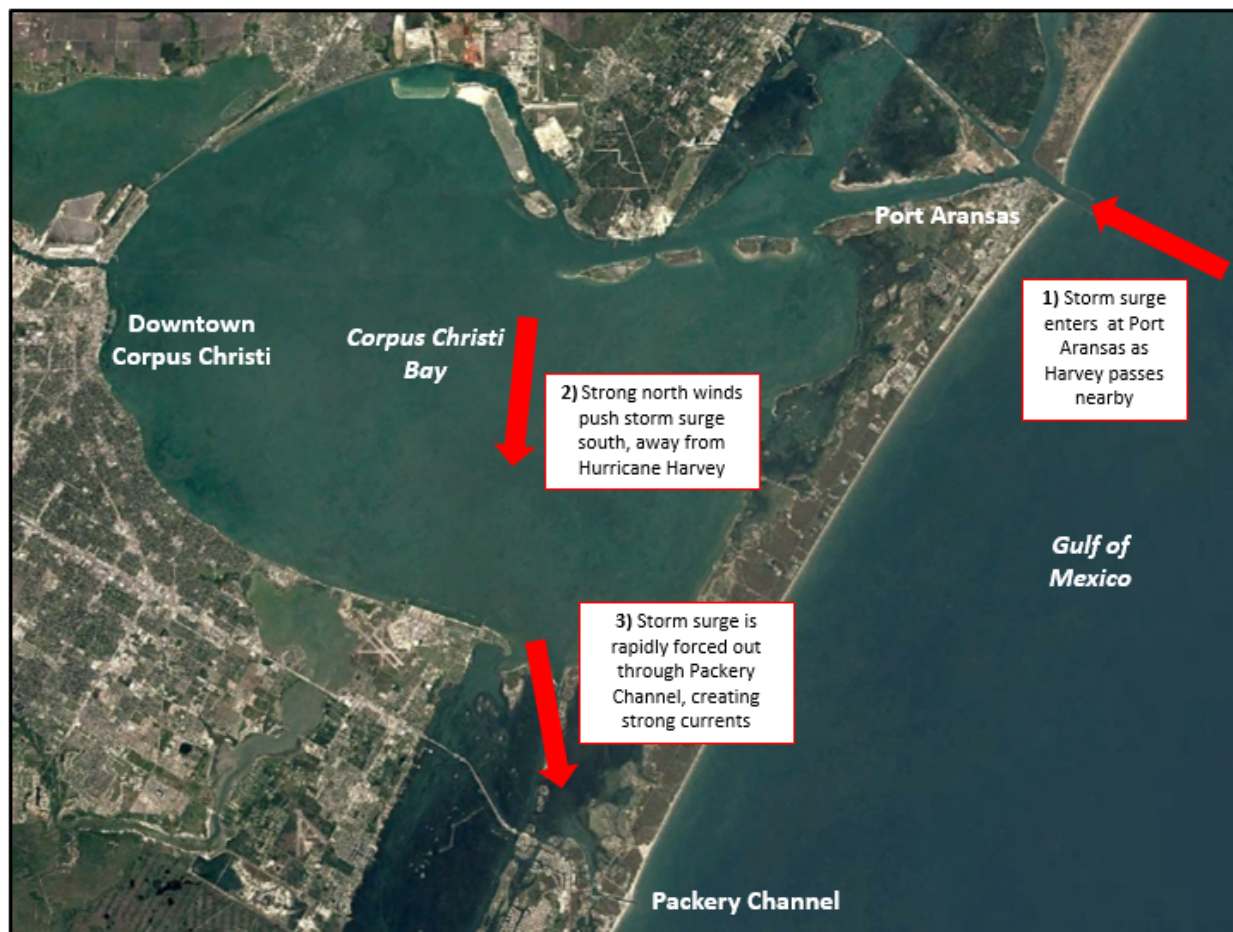 Port Aransas
1) Storm surge
enters at Port
Aransas as
Harvey passes
nearby
Downtown
Corpus Christi
Corpus Christi
Bay
2) Strong north winds
push storm surge
south, away from
Hurricane Harvey
Gulf of
Mexico
3) Storm surge is
rapidly forced out
through Packery
Channel, creating
strong currents
Packery Channel